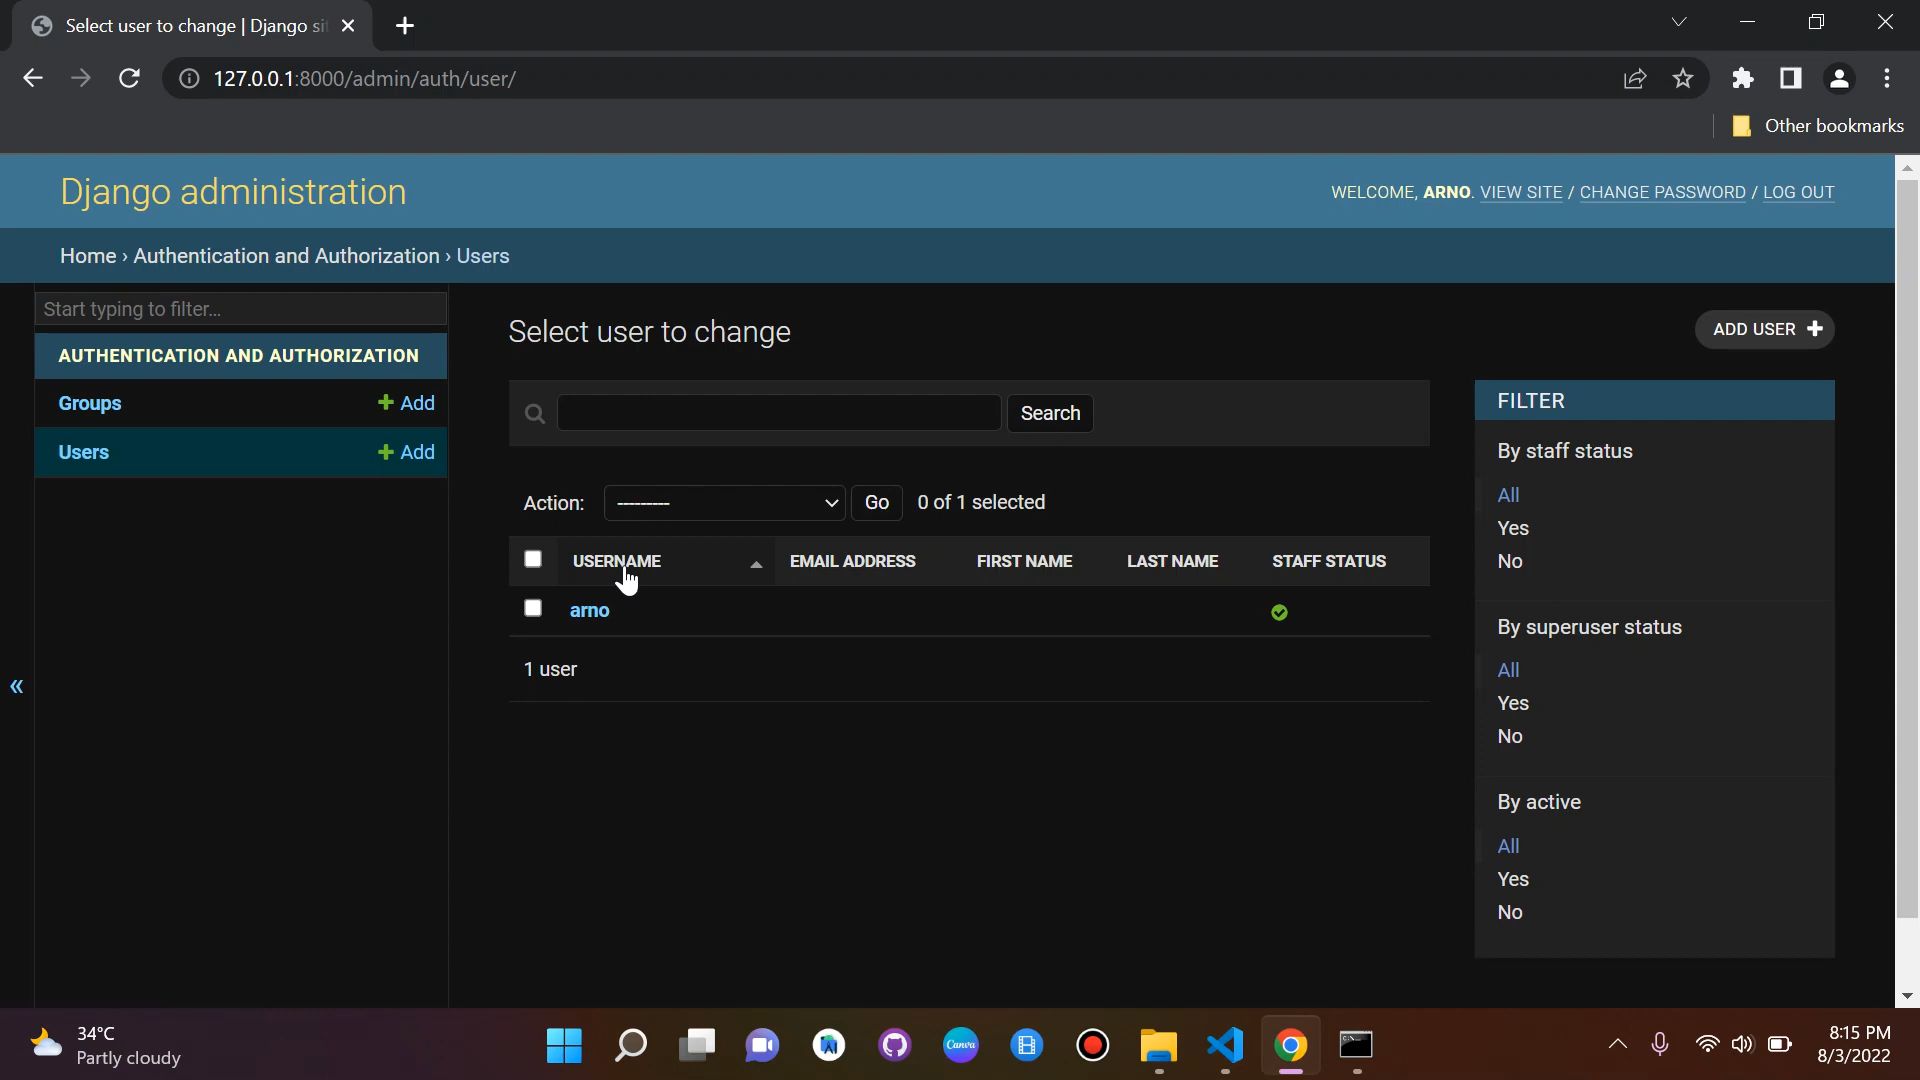 Select user to change | Django si
127.0.0.1:8000/admin/auth/user/
Other bookmarks
Django administration
WELCOME, ARNO. VIEW SITE / CHANGE PASSWORD / LOG OUT
Home › Authentication and Authorization › Users
Start typing to filter...
AUTHENTICATION AND AUTHORIZATION
Groups + Add
Users + Add
Select user to change
ADD USER +
Search
Action: --------- Go 0 of 1 selected
USERNAME EMAIL ADDRESS FIRST NAME LAST NAME STAFF STATUS
arno
1 user
FILTER
By staff status
All
Yes
No
By superuser status
All
Yes
No
By active
All
Yes
No
«
34°C
Partly cloudy
Canva
8:15 PM
8/3/2022